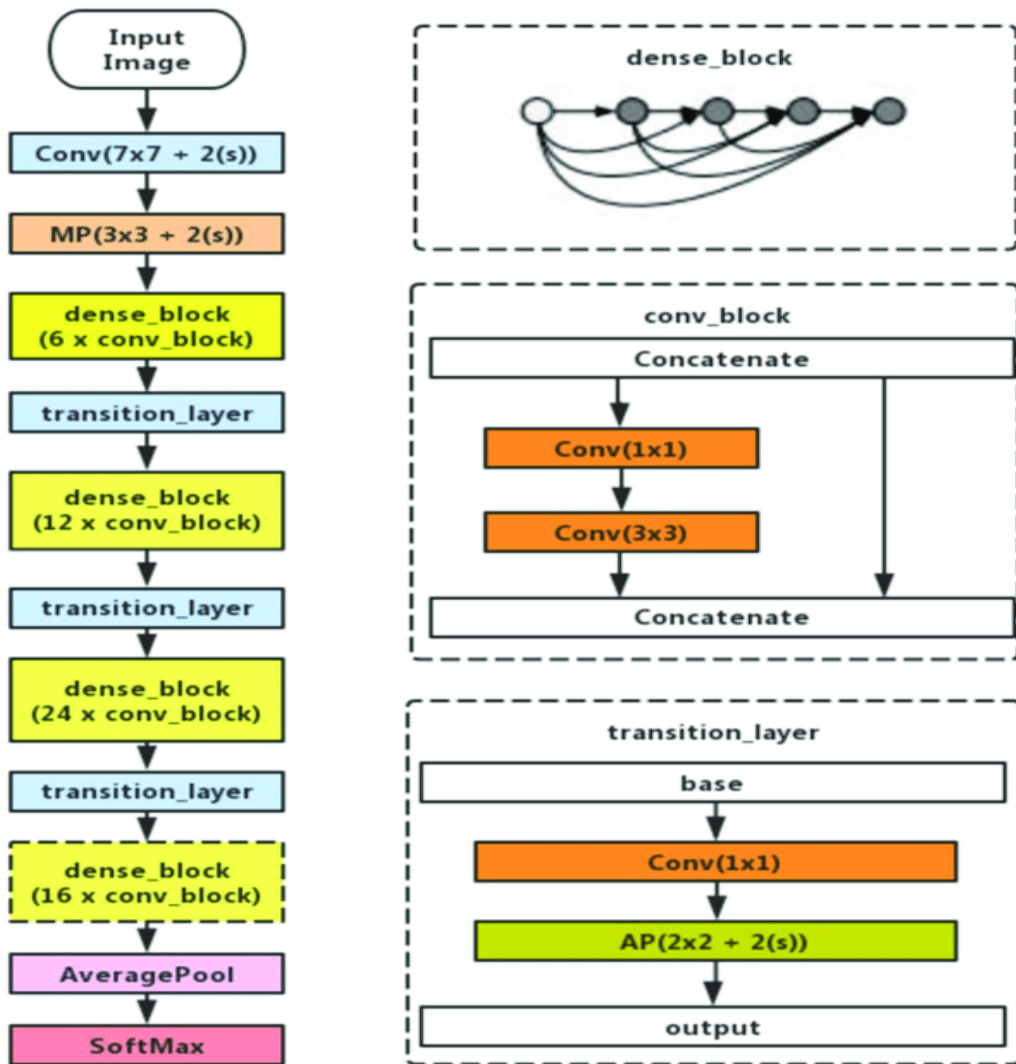 Input
Image
Conv(7x7 + 2(s))
MP(3x3 + 2(s))
dense_block
(6 x conv_block)
transition_layer
dense_block
(12 x conv_block)
transition_layer
dense_block
(24 x conv_block)
transition_layer
dense_block
(16 x conv_block)
AveragePool
SoftMax
dense_block
conv_block
Concatenate
Conv(1x1)
Conv(3x3)
Concatenate
transition_layer
base
Conv(1x1)
AP(2x2 + 2(s))
output